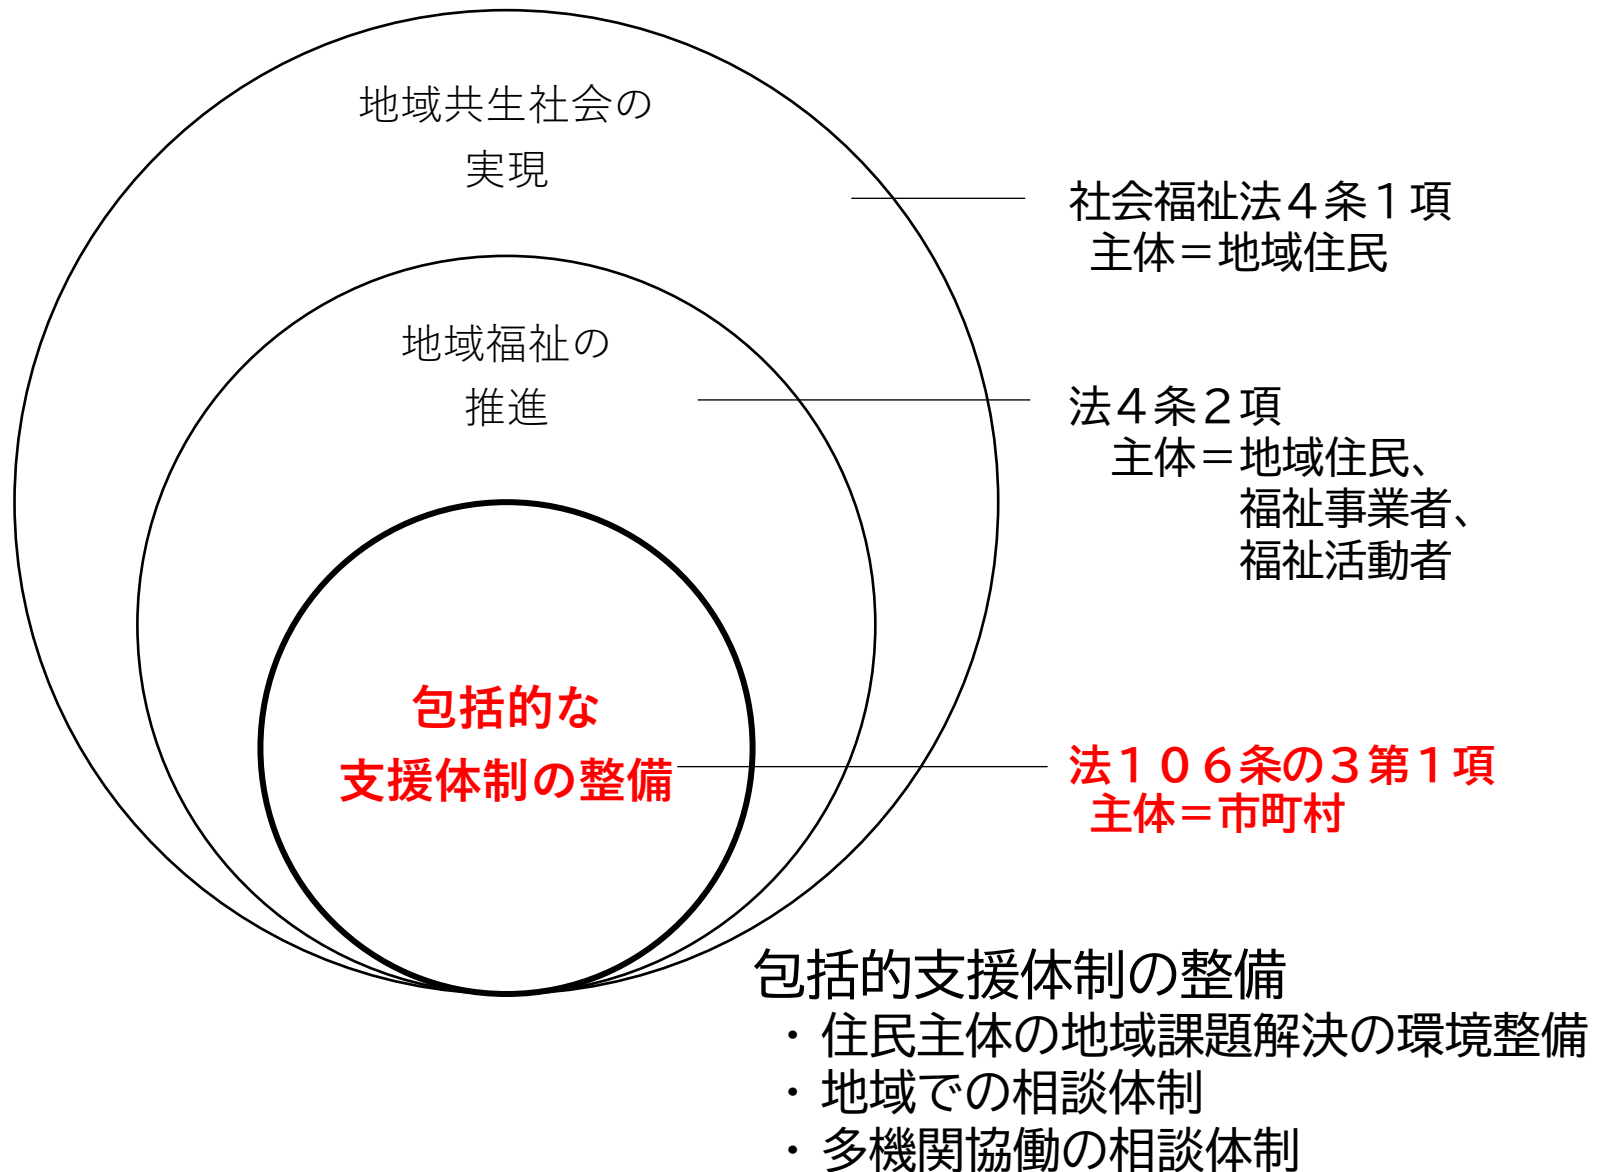 地域共生社会の
実現
社会福祉法４条１項
主体＝地域住民
地域福祉の
推進
法４条２項
主体＝地域住民、
福祉事業者、
福祉活動者
包括的な
支援体制の整備
法１０６条の３第１項
主体＝市町村
包括的支援体制の整備
・住民主体の地域課題解決の環境整備
・地域での相談体制
・多機関協働の相談体制